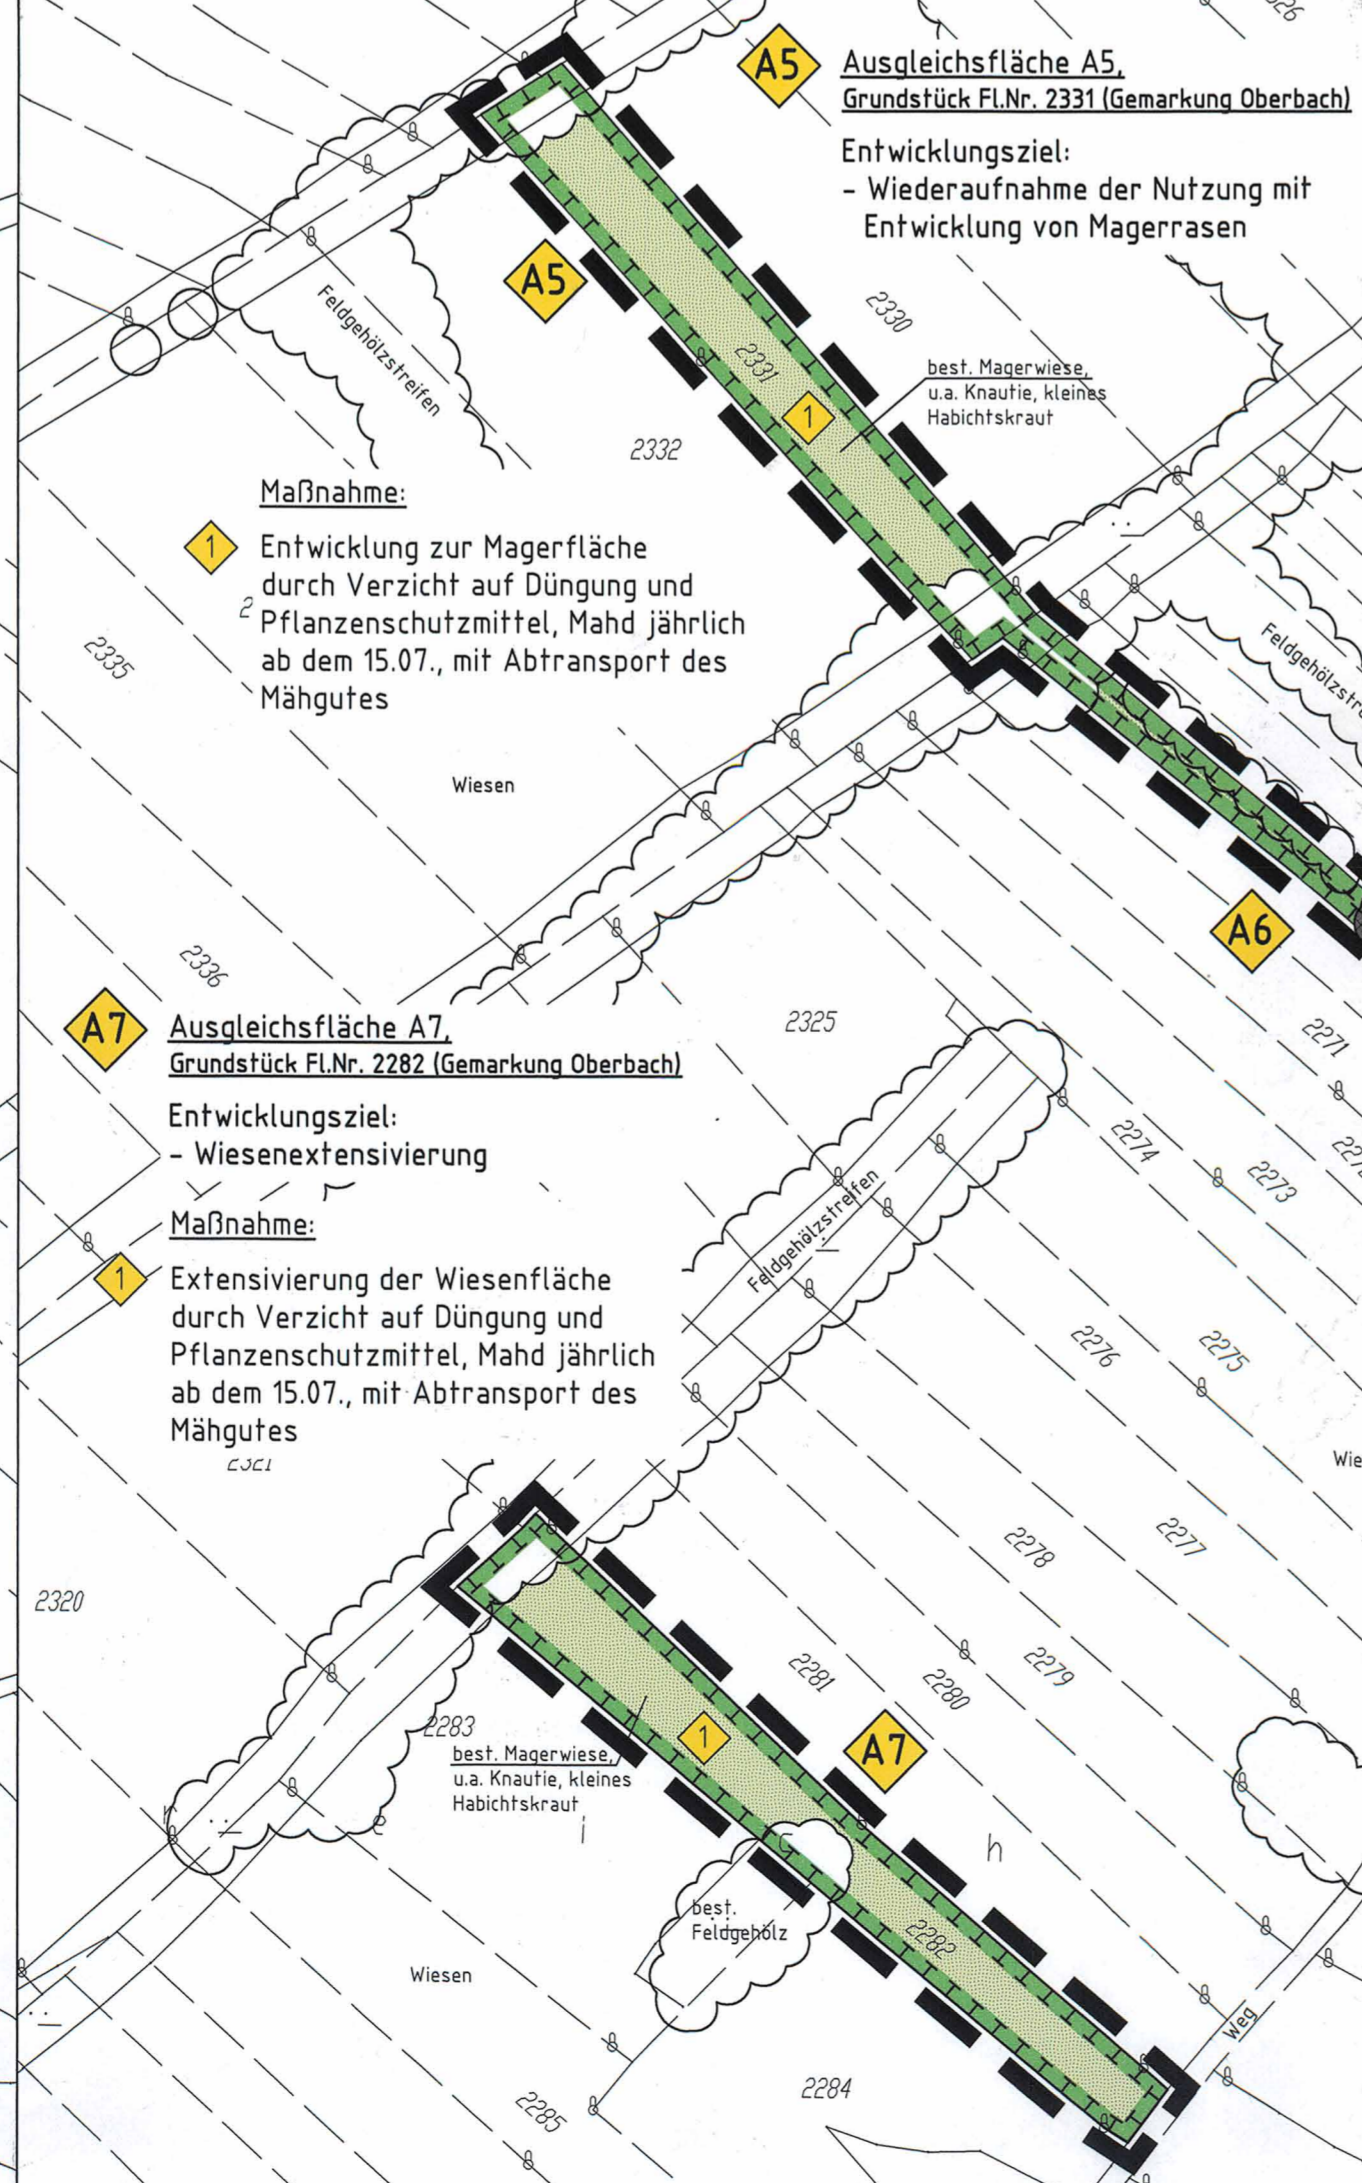 A5
Ausgleichsfläche A5,
Grundstück Fl.Nr. 2331 (Gemarkung Oberbach)
Entwicklungsziel:
- Wiederaufnahme der Nutzung mit
Entwicklung von Magerrasen
A5
Feldgehölzstreifen
2330
2331
1
best. Magerwiese,
u.a. Knautie, kleines
Habichtskraut
2332
Maßnahme:
1
Entwicklung zur Magerfläche
durch Verzicht auf Düngung und
Pflanzenschutzmittel, Mahd jährlich
ab dem 15.07., mit Abtransport des
Mähgutes
2335
Wiesen
A6
2336
A7
Ausgleichsfläche A7,
Grundstück Fl.Nr. 2282 (Gemarkung Oberbach)
Entwicklungsziel:
- Wiesenextensivierung
Maßnahme:
1
Extensivierung der Wiesenfläche
durch Verzicht auf Düngung und
Pflanzenschutzmittel, Mahd jährlich
ab dem 15.07., mit Abtransport des
Mähgutes
2325
2271
2274
2273
Feldgehölzstreifen
2276
2275
2278
2277
2320
2281
2280
2279
2283
best. Magerwiese,
u.a. Knautie, kleines
Habichtskraut
1
A7
r
e
i
h
G
best.
Feldgehölz
2282
Wiesen
Weg
2284
2285